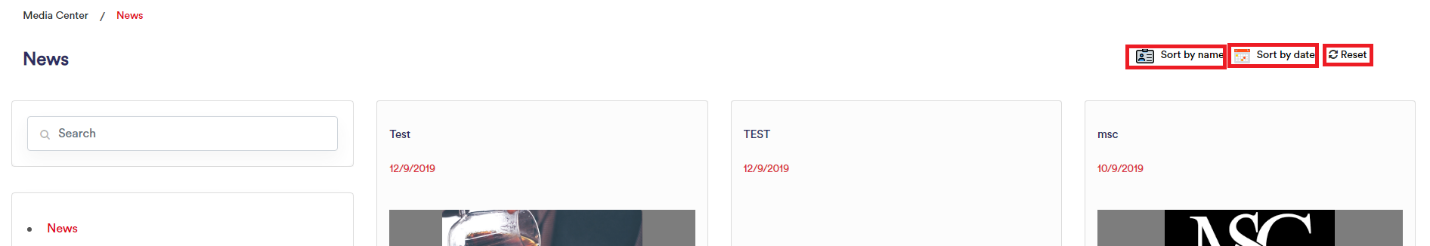 Media Center / News
News
Sort by name Sort by date Reset
Search
Test
12/9/2019
TEST
12/9/2019
msc
10/9/2019
News
MSC